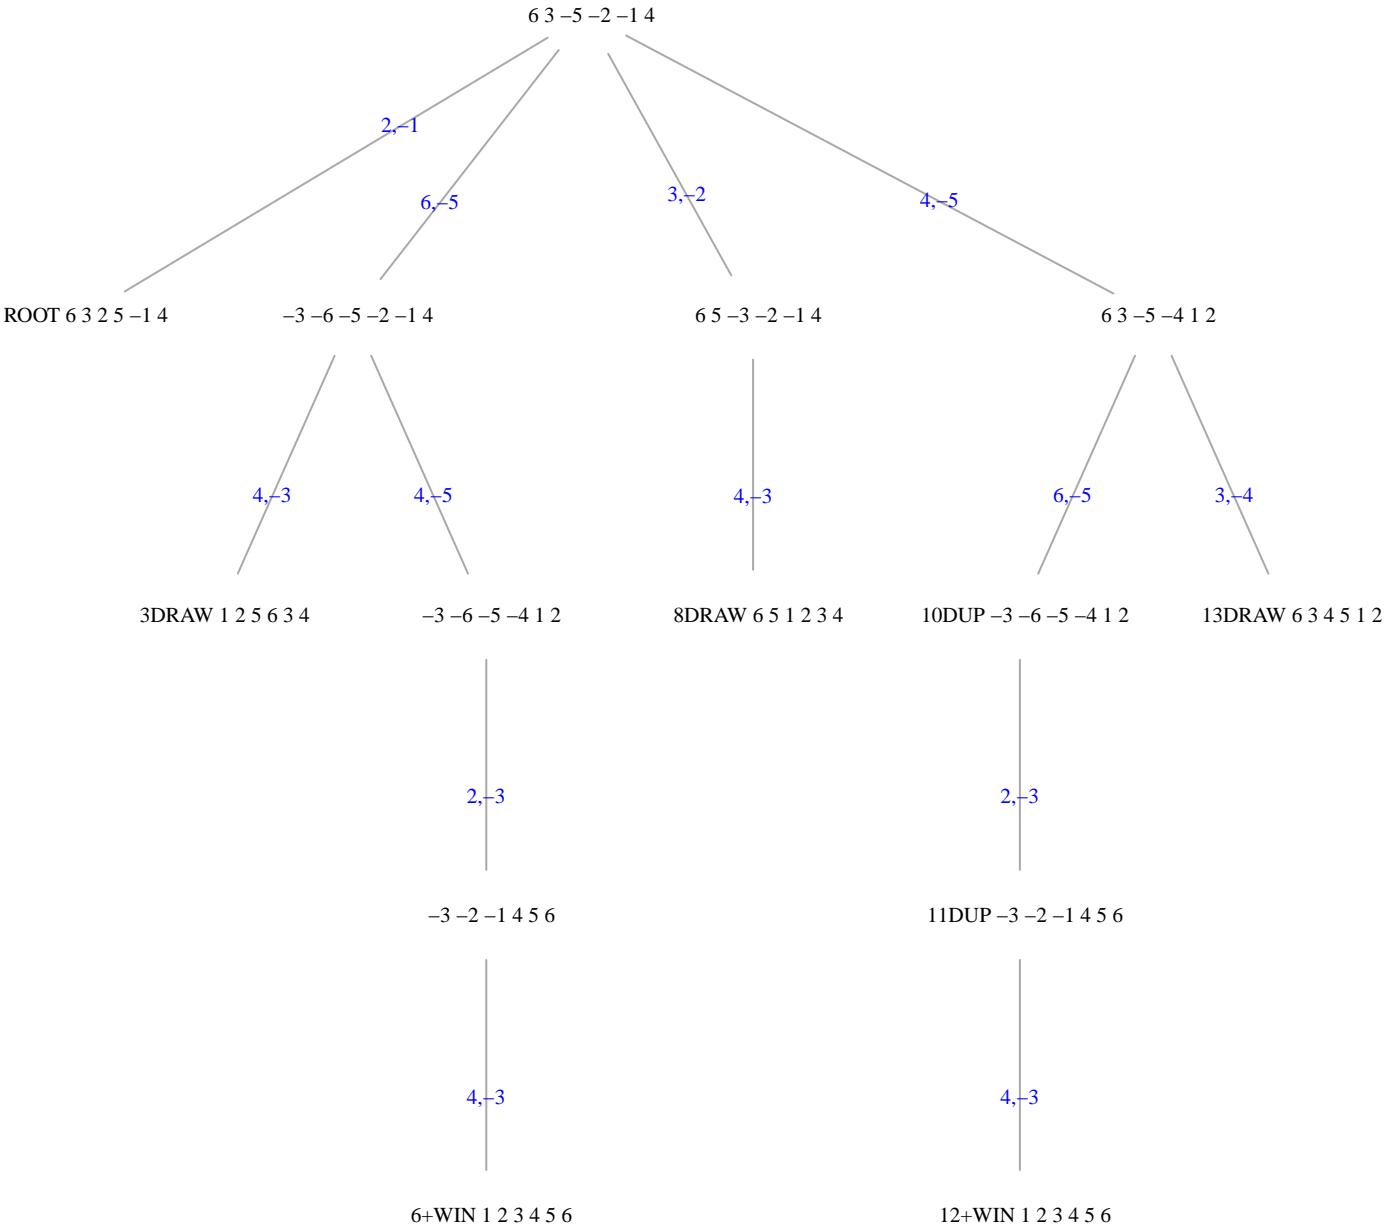 6 3 –5 –2 –1 4
2,–1
6,–5
3,–2
4,–5
ROOT 6 3 2 5 –1 4
–3 –6 –5 –2 –1 4
6 5 –3 –2 –1 4
6 3 –5 –4 1 2
4,–3
4,–5
4,–3
6,–5
3,–4
3DRAW 1 2 5 6 3 4
–3 –6 –5 –4 1 2
8DRAW 6 5 1 2 3 4
10DUP –3 –6 –5 –4 1 2
13DRAW 6 3 4 5 1 2
2,–3
2,–3
–3 –2 –1 4 5 6
11DUP –3 –2 –1 4 5 6
4,–3
4,–3
6+WIN 1 2 3 4 5 6
12+WIN 1 2 3 4 5 6